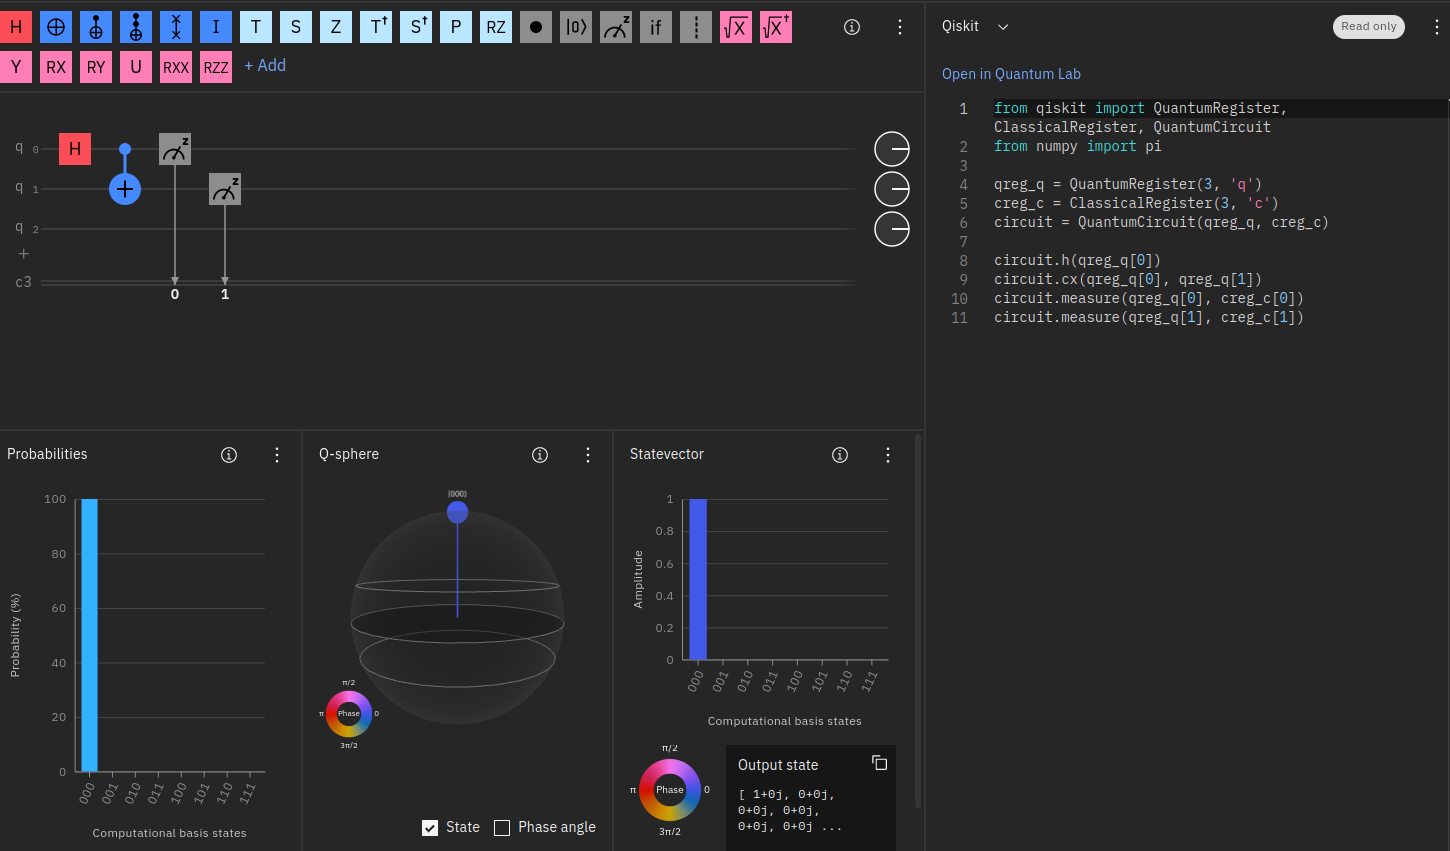 H T S Z T† S† P RZ |0⟩ z if √X √X†
Y RX RY U RXX RZZ + Add
I
q 0 H z
q 1 + z
q 2
+
c3
0 1
Qiskit Read only
Open in Quantum Lab
1 from qiskit import QuantumRegister,
ClassicalRegister, QuantumCircuit
2 from numpy import pi
3
4 qreg_q = QuantumRegister(3, 'q')
5 creg_c = ClassicalRegister(3, 'c')
6 circuit = QuantumCircuit(qreg_q, creg_c)
7
8 circuit.h(qreg_q[0])
9 circuit.cx(qreg_q[0], qreg_q[1])
10 circuit.measure(qreg_q[0], creg_c[0])
11 circuit.measure(qreg_q[1], creg_c[1])
Probabilities
100
80
60
40
20
0
Probability (%)
000 001 010 011 100 101 110 111
Computational basis states
Q-sphere
|000⟩
π/2
π Phase 0
3π/2
State Phase angle
Statevector
1
0.8
0.6
0.4
0.2
0
Amplitude
000 001 010 011 100 101 110 111
Computational basis states
π/2
π Phase 0
3π/2
Output state
[ 1+0j, 0+0j,
0+0j, 0+0j,
0+0j, 0+0j ...